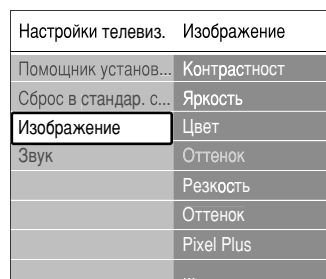 Настройки телевиз. Изображение
Помощник установ... Контрастност
Сброс в стандар. с... Яркость
Изображение Цвет
Звук Оттенок
Резкость
Оттенок
Pixel Plus